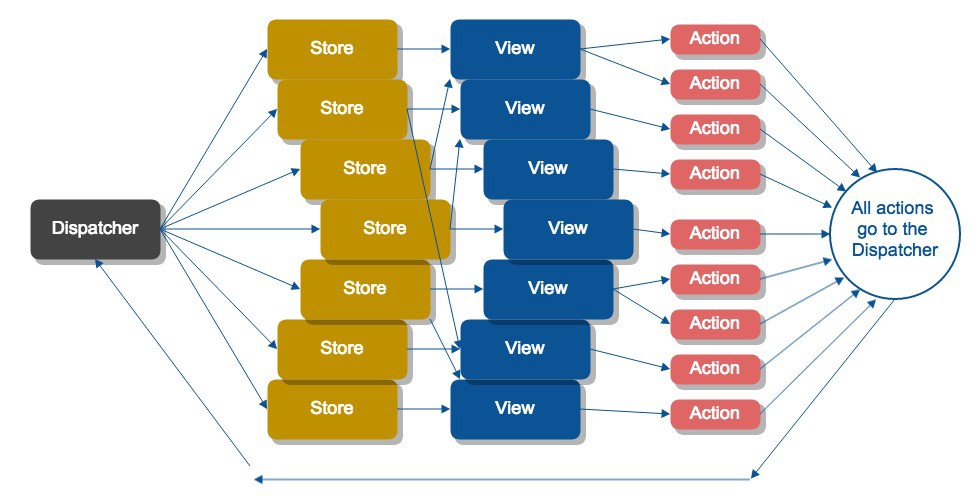 Store View Action
Action
Store View Action
Store View Action
Dispatcher Store View Action
All actions
go to the
Dispatcher
Store View Action
Action
Store View Action
Store View Action